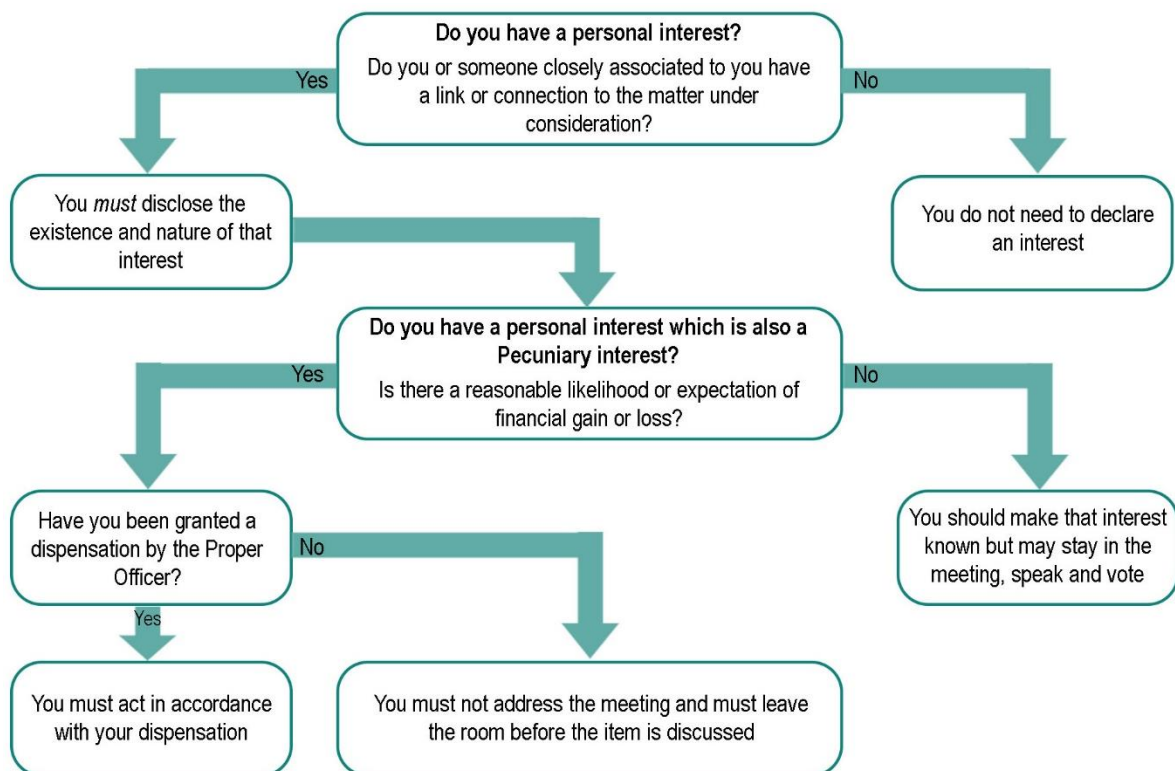 Do you have a personal interest?
Do you or someone closely associated to you have
a link or connection to the matter under
consideration?
Yes
No
You must disclose the
existence and nature of that
interest
You do not need to declare
an interest
Do you have a personal interest which is also a
Pecuniary interest?
Is there a reasonable likelihood or expectation of
financial gain or loss?
Yes
No
Have you been granted a
dispensation by the Proper
Officer?
No
You should make that interest
known but may stay in the
meeting, speak and vote
Yes
You must act in accordance
with your dispensation
You must not address the meeting and must leave
the room before the item is discussed